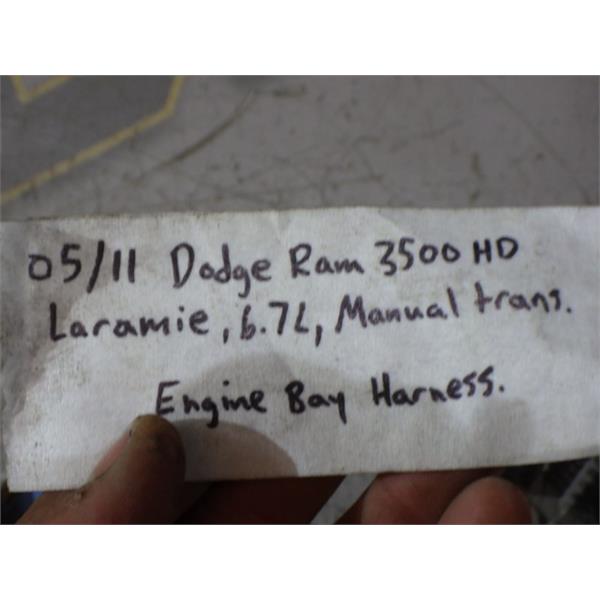 05/11 Dodge Ram 3500 HD
Laramie, 6.7L, Manual trans.
Engine Bay Harness.